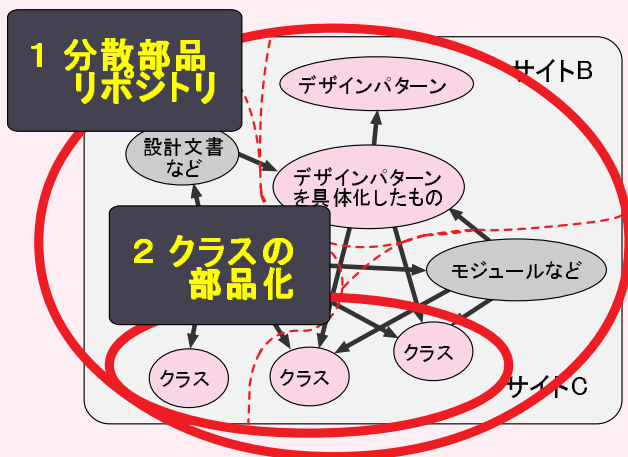 1 分散部品
リポジトリ
サイトB
デザインパターン
設計文書
など
デザインパターン
を具体化したもの
2 クラスの
部品化
モジュールなど
クラス
クラス
クラス
サイトC